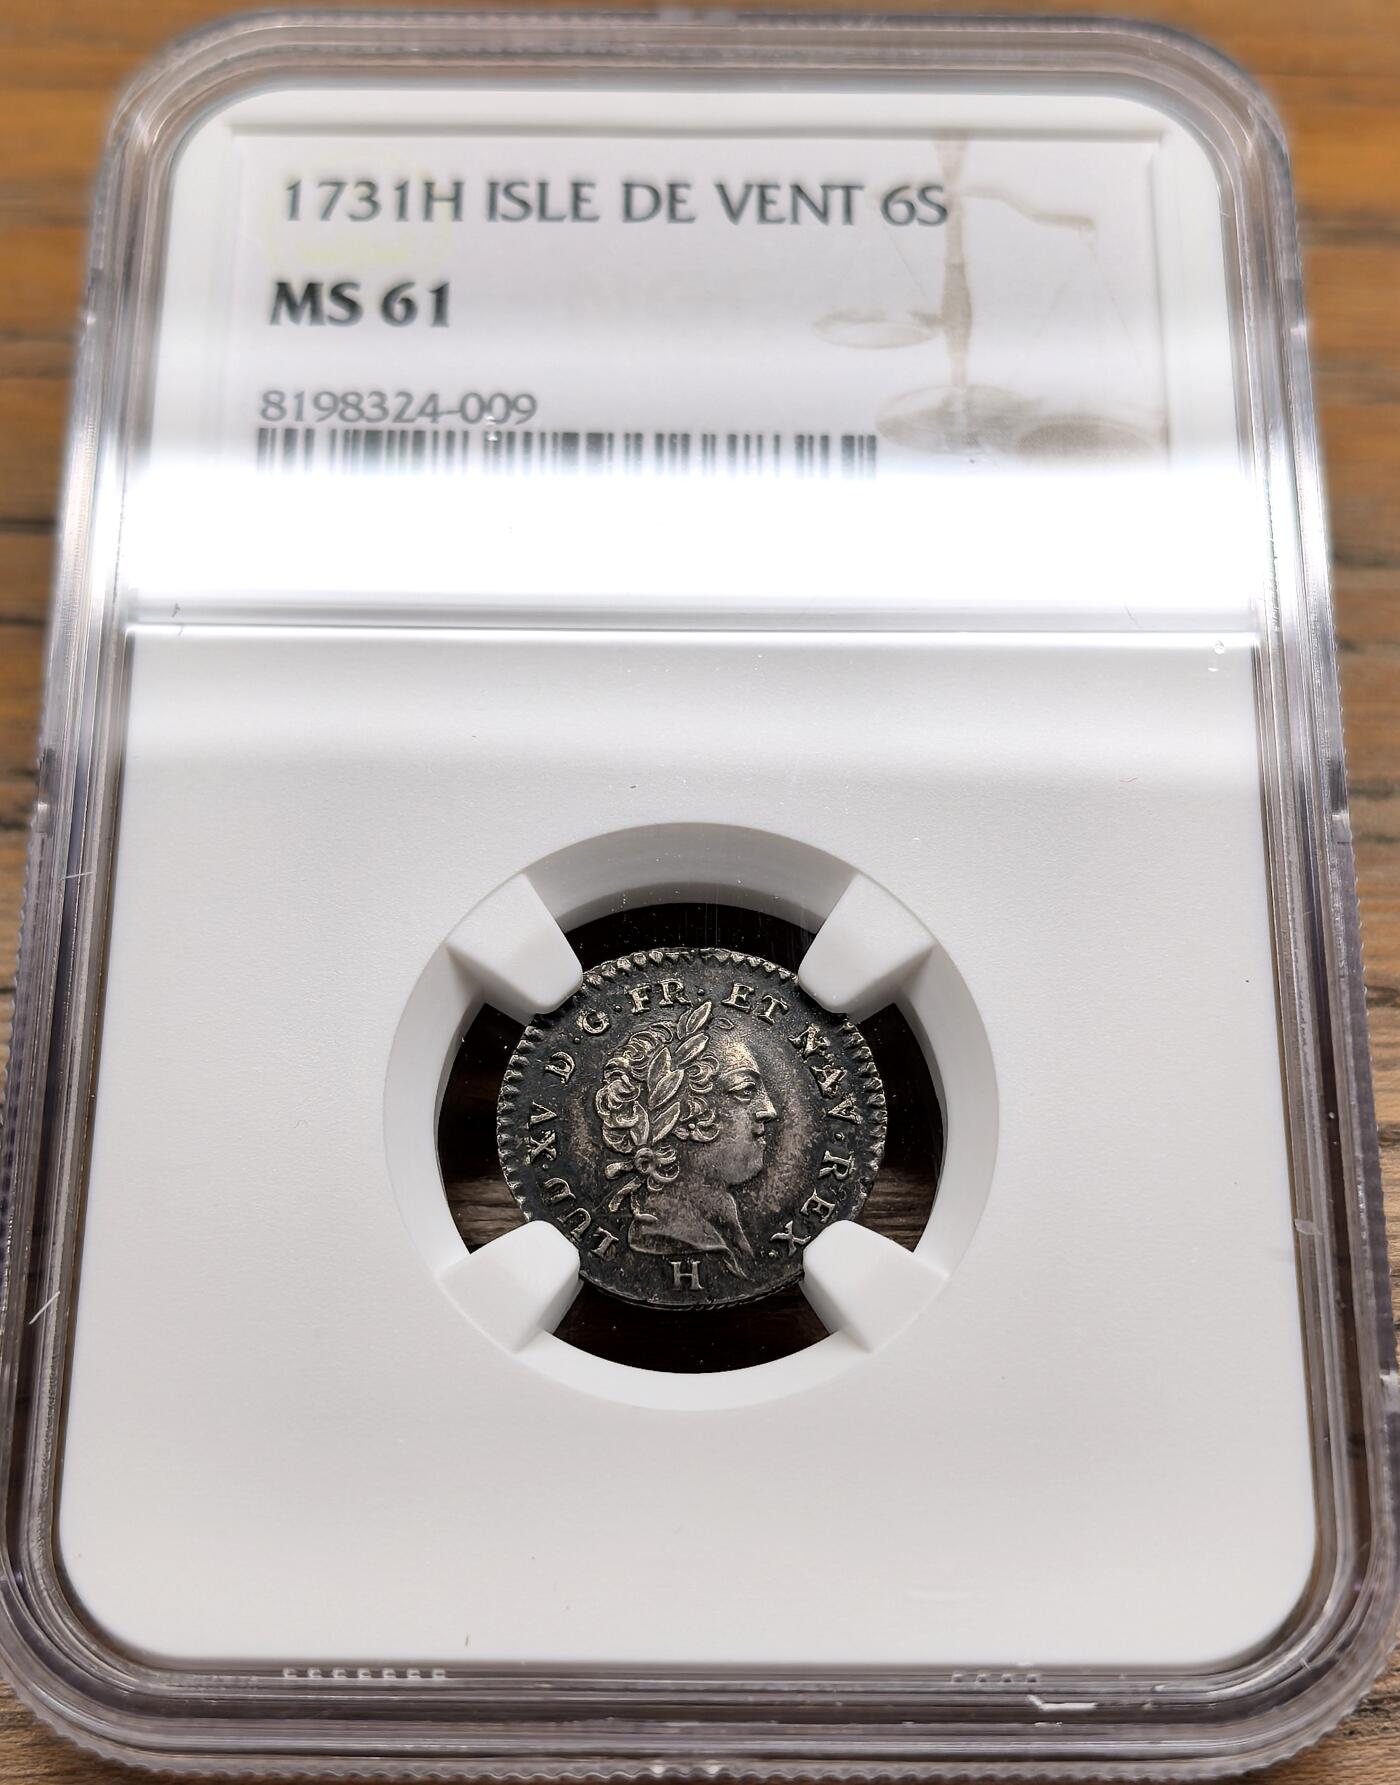 1731H ISLE DE VENT 6S
MS 61
8198324-009
LUD·XV D·G·FR·ET NAV·REX·
H